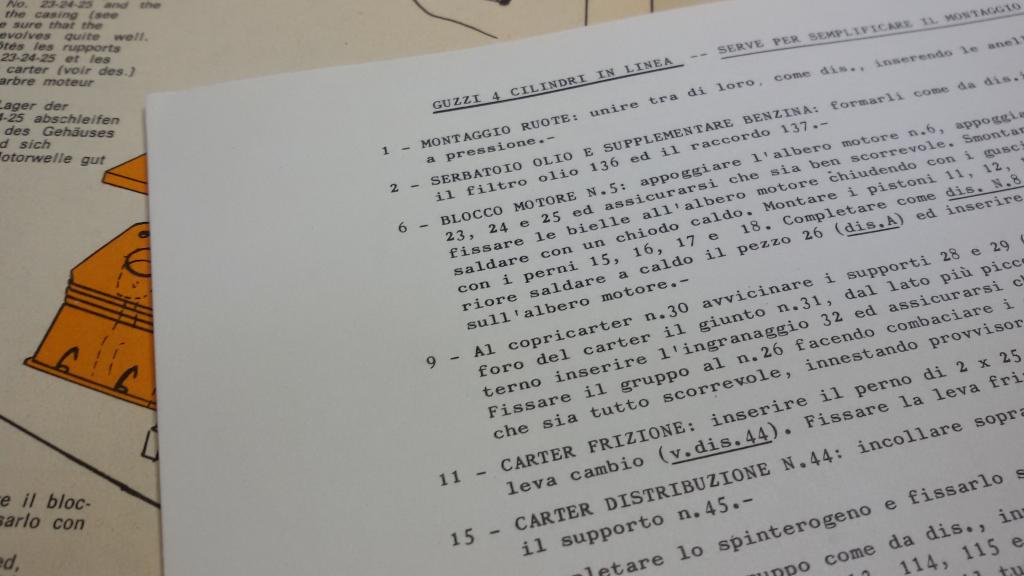 No. 23-24-25 and the
the casing (see
sure that the
evolves quite well.
ôtés les rupports
23-24-25 et les
carter (voir des.)
arbre moteur
Lager der
4-25 abschleifen
des Gehäuses
d sich
otorwelle gut
e il bloc-
sarlo con
ed,
GUZZI 4 CILINDRI IN LINEA -- SERVE PER SEMPLIFICARE IL MONTAGGIO
1 - MONTAGGIO RUOTE: unire tra di loro, come dis., inserendo le anel
a pressione.-
2 - SERBATOIO OLIO E SUPPLEMENTARE BENZINA: formarli come da dis.
il filtro olio 136 ed il raccordo 137.-
6 - BLOCCO MOTORE N.5: appoggiare l'albero motore n.6, appoggia
23, 24 e 25 ed assicurarsi che sia ben scorrevole. Smontar
fissare le bielle all'albero motore chiudendo con i gusci
saldare con un chiodo caldo. Montare i pistoni 11, 12,
con i perni 15, 16, 17 e 18. Completare come dis. N.8
riore saldare a caldo il pezzo 26 (dis.A) ed inserire
sull'albero motore.-
9 - Al copricarter n.30 avvicinare i supporti 28 e 29 (
foro del carter il giunto n.31, dal lato più picc
terno inserire l'ingranaggio 32 ed assicurarsi c
Fissare il gruppo al n.26 facendo combaciare i
che sia tutto scorrevole, innestando provvisor
11 - CARTER FRIZIONE: inserire il perno di 2 x 25
leva cambio (v.dis.44). Fissare la leva fri
15 - CARTER DISTRIBUZIONE N.44: incollare sopra
il supporto n.45.-
pletare lo spinterogeno e fissarlo s
uppo come da dis., in
114, 115 e
il tu